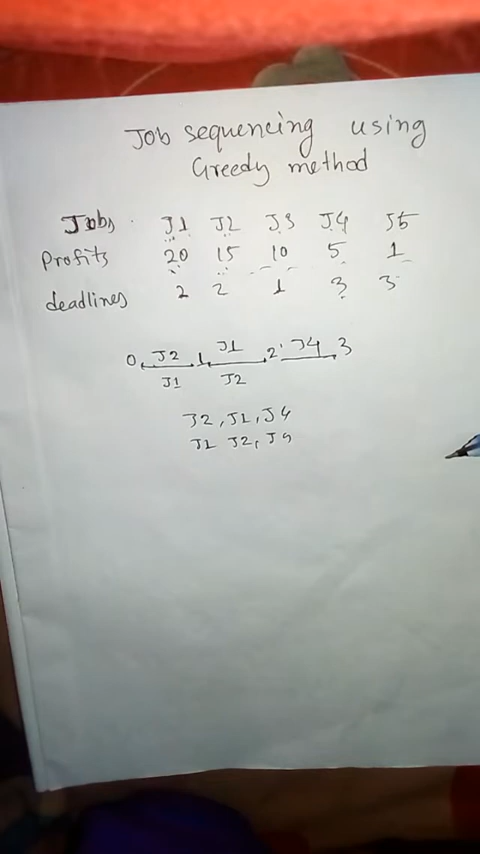 Job sequencing using
Greedy method
Jobs J1 J2 J3 J4 J5
Profits 20 15 10 5 1
deadlines 2 2 1 3 3
0 J2 1 J1 2 J4 3
J1 J2
J2, J1, J4
J1 J2, J4